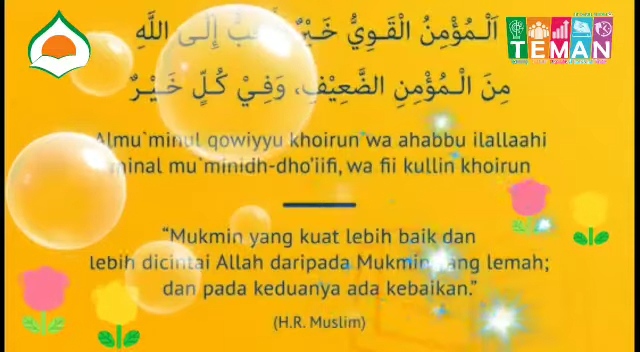 اَلْمُؤْمِنُ الْقَوِيُّ خَيْرٌ إِلَى اللَّهِ
مِنَ الْمُؤْمِنِ الضَّعِيْفِ، وَفِيْ كُلٍّ خَيْرٌ
Almu`minul qowiyyu khoirun wa ahabbu ilallaahi
minal mu`minidh-dho'iifi, wa fii kullin khoirun
“Mukmin yang kuat lebih baik dan
lebih dicintai Allah daripada Mukmin yang lemah;
dan pada keduanya ada kebaikan.”
(H.R. Muslim)
TEMAN